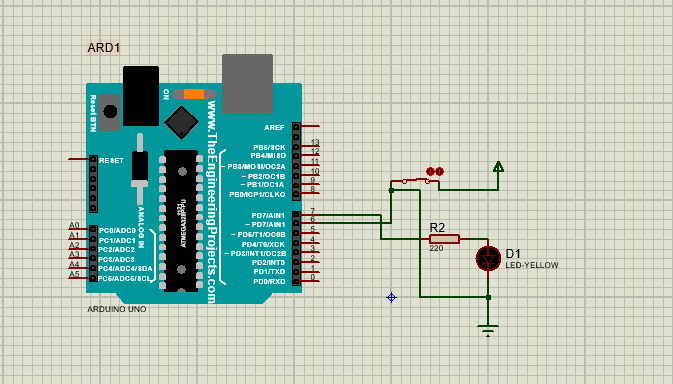 ARD1
ON
Reset BTN
www.TheEngineeringProjects.com
AREF
RESET
PB5/SCK 13
PB4/MISO 12
~ PB3/MOSI/OC2A 11
~ PB2/OC1B 10
~ PB1/OC1A 9
PB0/ICP1/CLKO 8
ANALOG IN
ATMEGA328P
PD7/AIN1 7
~ PD7/AIN1 6
~ PD5/T1/OC0B 5
PD4/T0/XCK 4
~ PD3/INT1/OC2B 3
PD2/INT0 2
PD1/TXD 1
PD0/RXD 0
A0 PC0/ADC0
A1 PC1/ADC1
A2 PC2/ADC2
A3 PC3/ADC3
A4 PC4/ADC4/SDA
A5 PC5/ADC5/SCL
ARDUINO UNO
R2
220
D1
LED-YELLOW